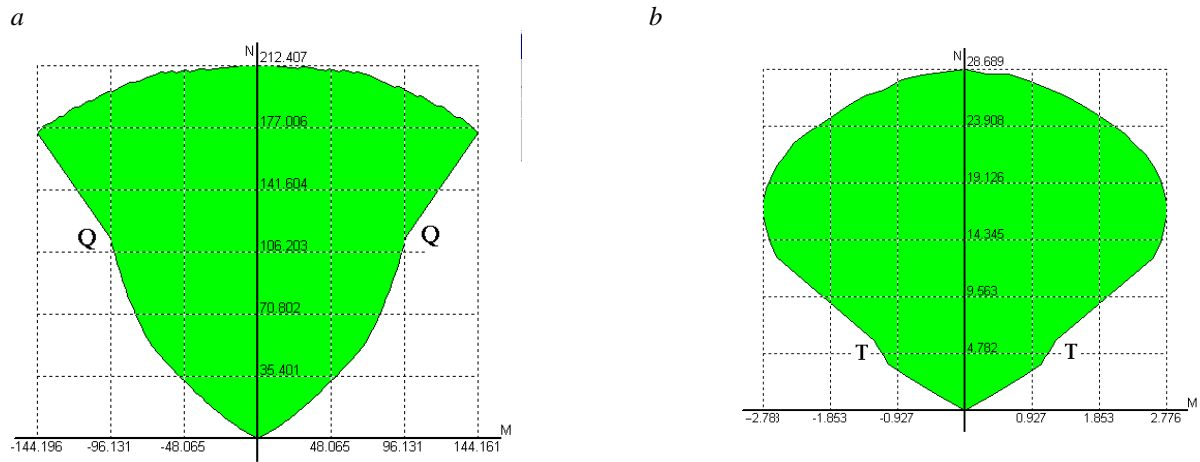 a
b
N
212.407
177.006
141.604
Q
Q
106.203
70.802
35.401
M
-144.196 -96.131 -48.065 48.065 96.131 144.161
N
28.689
23.908
19.126
14.345
9.563
T
4.782
T
M
-2.783 -1.853 -0.927 0.927 1.853 2.776